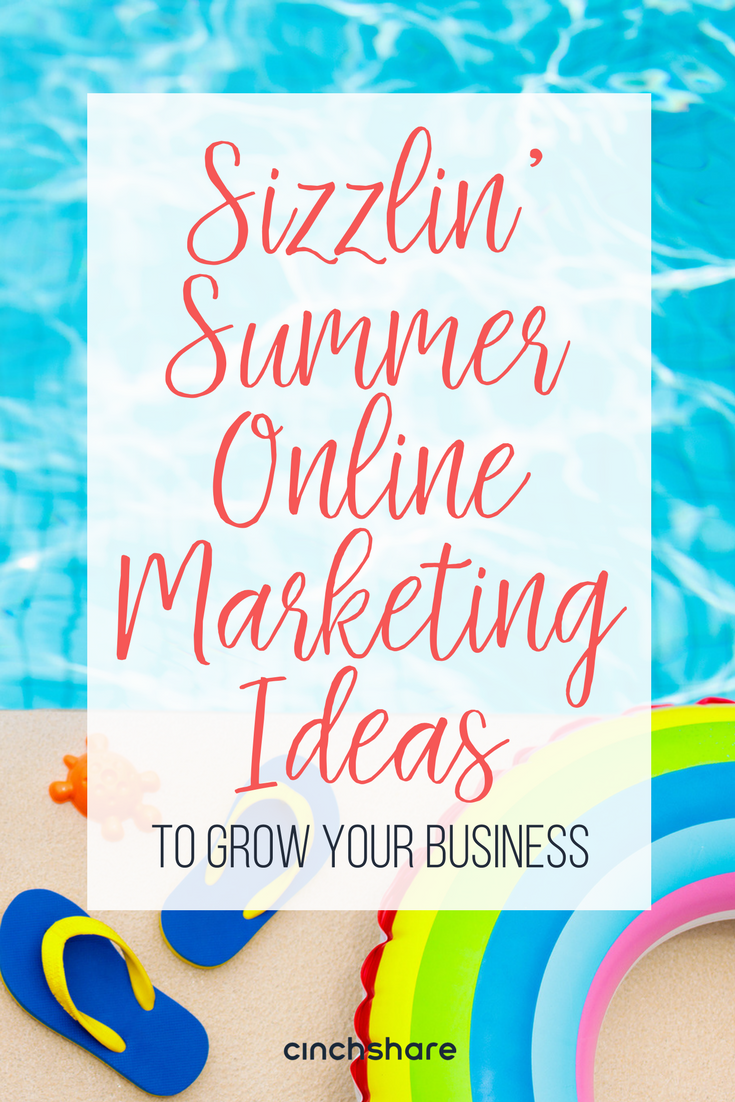 Sizzlin'
Summer
Online
Marketing
Ideas
TO GROW YOUR BUSINESS
cinchshare